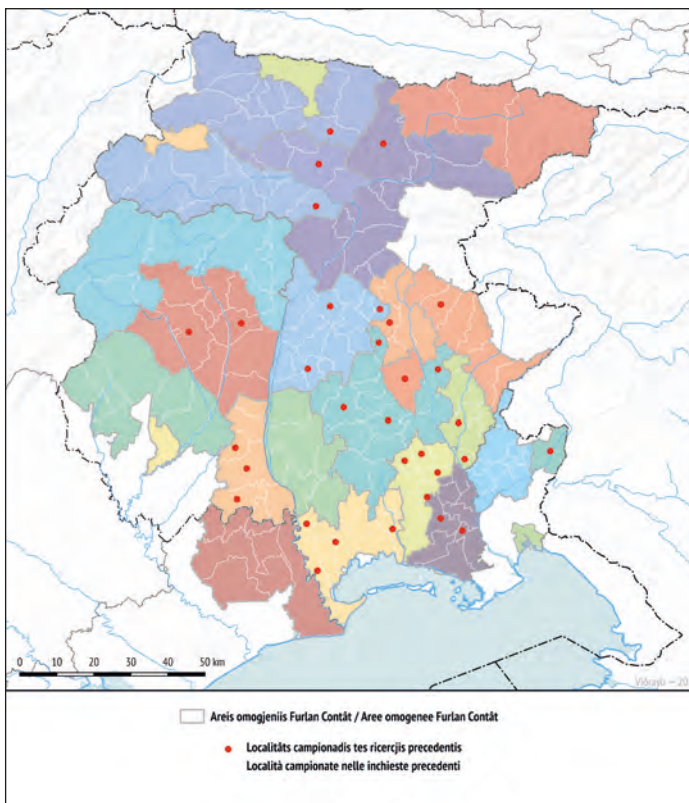 0 10 20 30 40 50 km
Areis omogjeniis Furlan Contât / Aree omogenee Furlan Contât
Localitâts campionadis tes ricercjis precedentis
Località campionate nelle inchieste precedenti